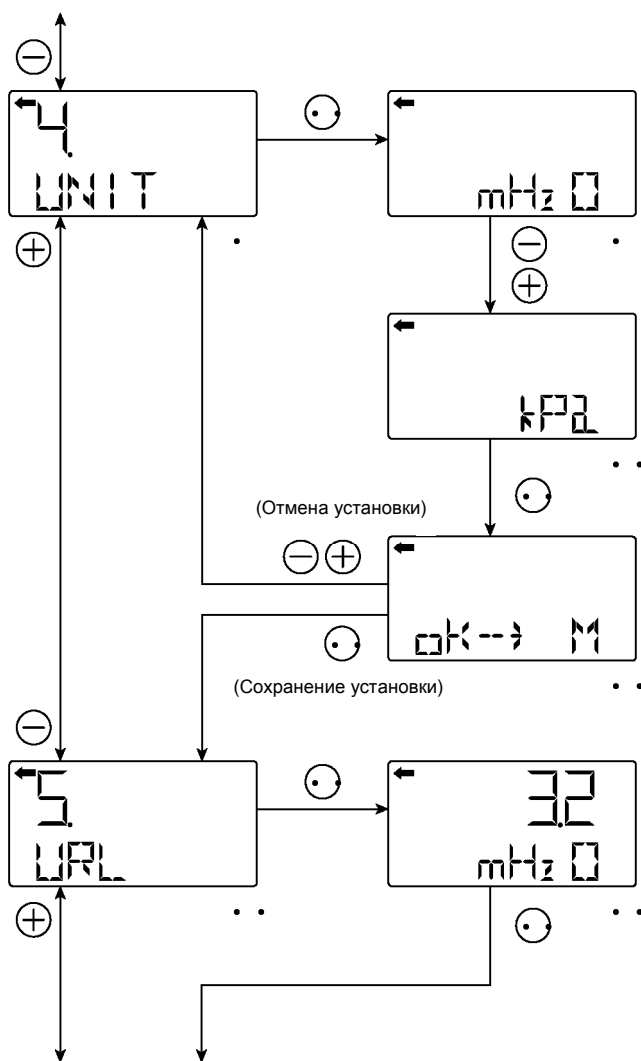 4.
UNIT
mH2O
kPa
(Отмена установки)
oK--> M
(Сохранение установки)
5.
URL
3.2
mH2O